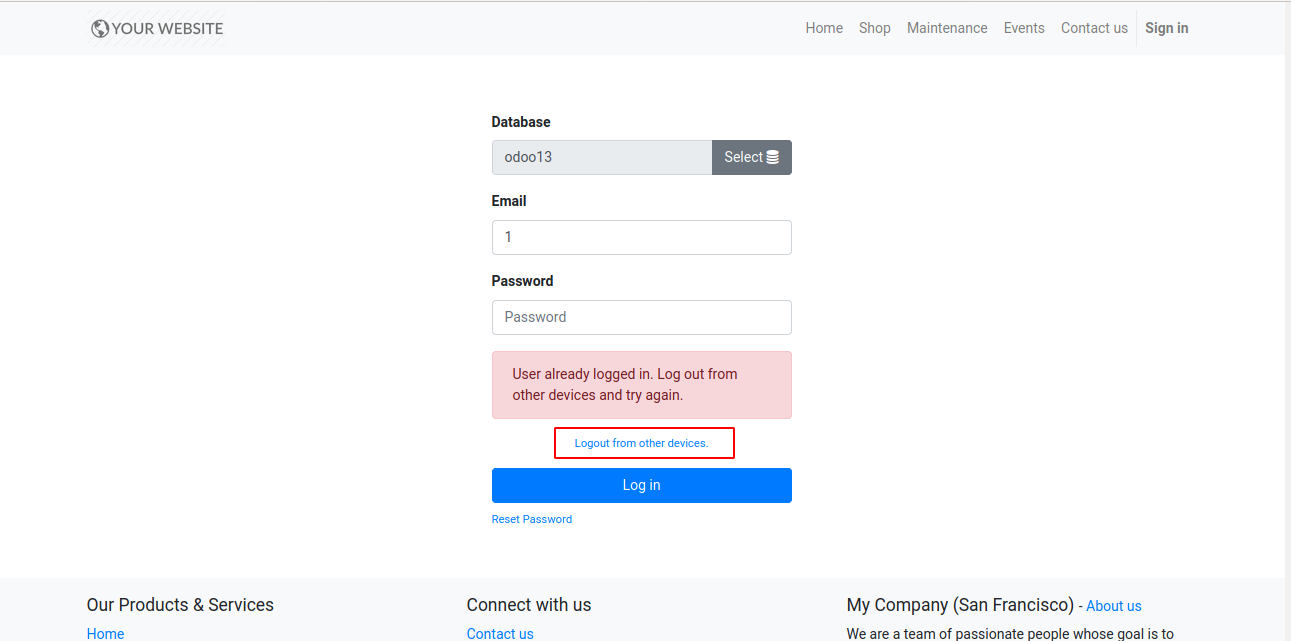 YOUR WEBSITE
Home Shop Maintenance Events Contact us Sign in
Database
odoo13 Select
Email
1
Password
Password
User already logged in. Log out from
other devices and try again.
Logout from other devices.
Log in
Reset Password
Our Products & Services
Home
Connect with us
Contact us
My Company (San Francisco) - About us
We are a team of passionate people whose goal is to